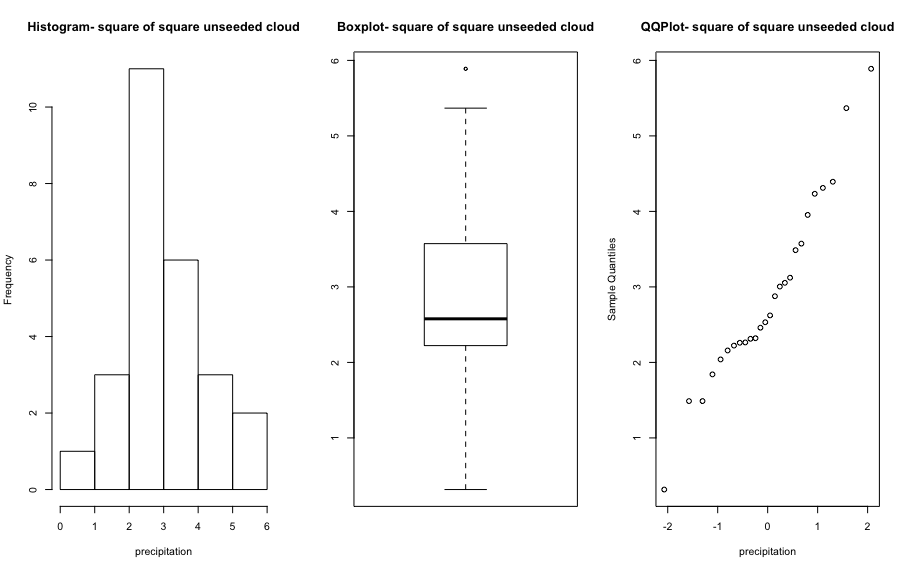 Histogram- square of square unseeded cloud
Frequency
0
2
4
6
8
10
0 1 2 3 4 5 6
precipitation
Boxplot- square of square unseeded cloud
1
2
3
4
5
6
QQPlot- square of square unseeded cloud
Sample Quantiles
1
2
3
4
5
6
-2 -1 0 1 2
precipitation